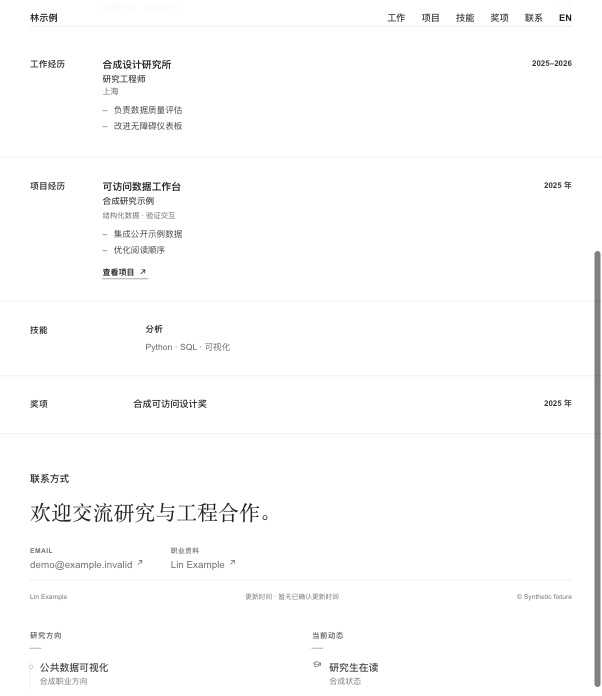 林示例
工作 项目 技能 奖项 联系 EN
工作经历
合成设计研究所
2025–2026
研究工程师
上海
– 负责数据质量评估
– 改进无障碍仪表板
项目经历
可访问数据工作台
2025 年
合成研究示例
结构化数据 · 验证交互
– 集成公开示例数据
– 优化阅读顺序
查看项目 ↗
技能
分析
Python · SQL · 可视化
奖项
合成可访问设计奖
2025 年
联系方式
欢迎交流研究与工程合作。
EMAIL
demo@example.invalid ↗
职业资料
Lin Example ↗
Lin Example
更新时间 · 暂无已确认更新时间
© Synthetic fixture
研究方向
公共数据可视化
合成职业方向
当前动态
研究生在读
合成状态